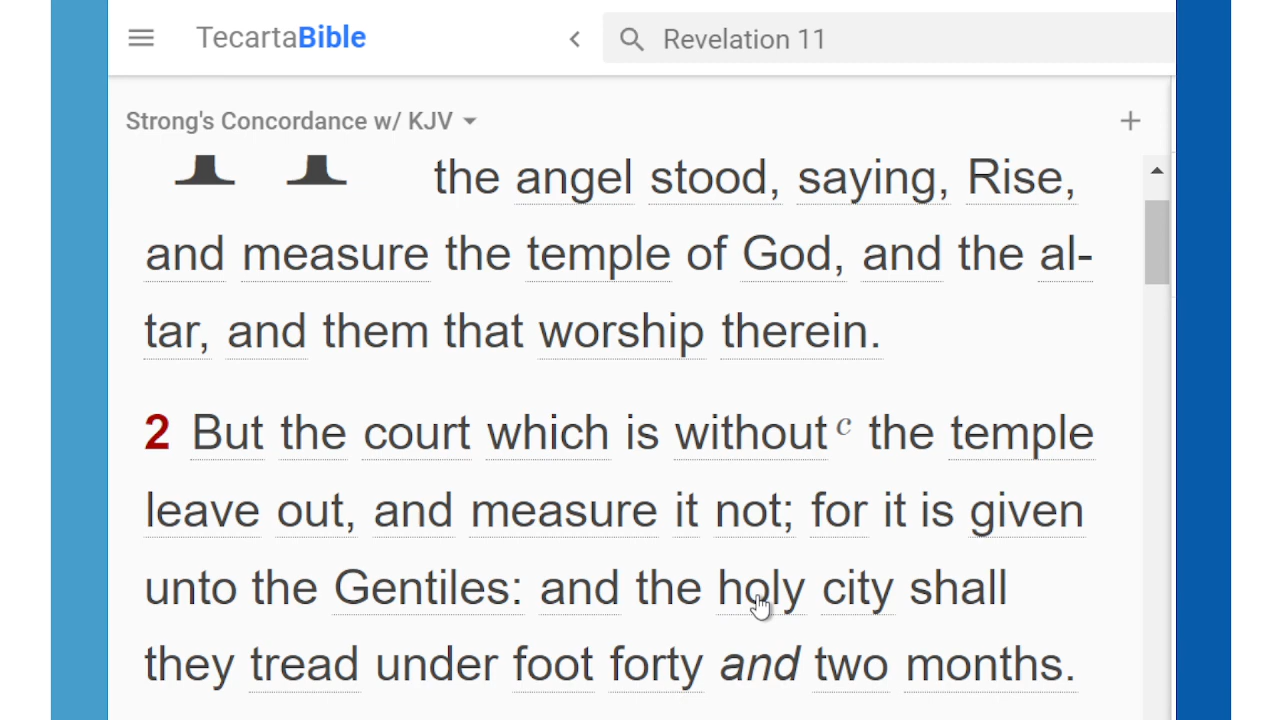 TecartaBible
Revelation 11
Strong's Concordance w/ KJV
the angel stood, saying, Rise,
and measure the temple of God, and the al-
tar, and them that worship therein.
2 But the court which is without c the temple
leave out, and measure it not; for it is given
unto the Gentiles: and the holy city shall
they tread under foot forty and two months.